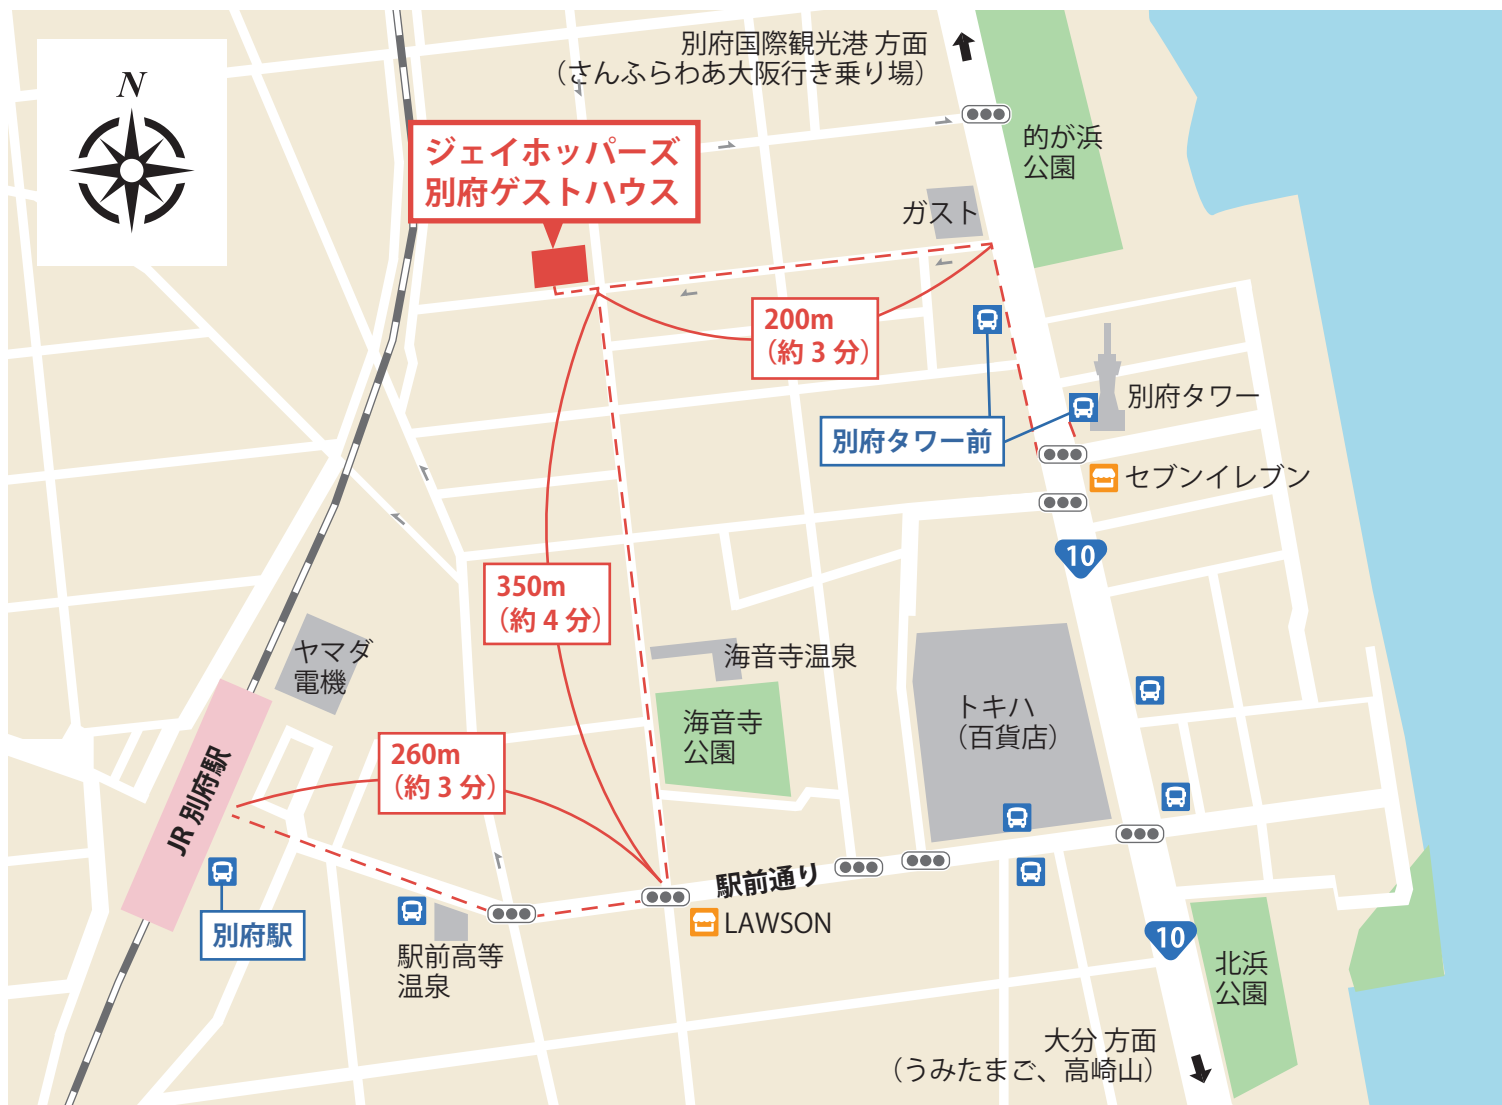 N
別府国際観光港 方面
（さんふらわあ大阪行き乗り場）
ジェイホッパーズ
別府ゲストハウス
的が浜
公園
ガスト
200m
（約 3 分）
別府タワー
別府タワー前
セブンイレブン
10
350m
（約 4 分）
ヤマダ
電機
海音寺温泉
海音寺
公園
トキハ
（百貨店）
JR 別府駅
260m
（約 3 分）
駅前通り
LAWSON
別府駅
駅前高等
温泉
10
北浜
公園
大分 方面
（うみたまご、高崎山）